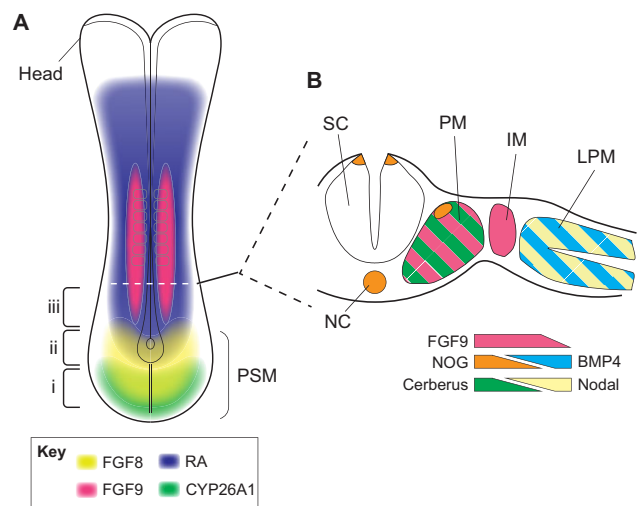 A
Head
iii
ii
i
PSM
Key
FGF8
RA
FGF9
CYP26A1
B
SC
PM
IM
LPM
NC
FGF9
NOG
BMP4
Cerberus
Nodal